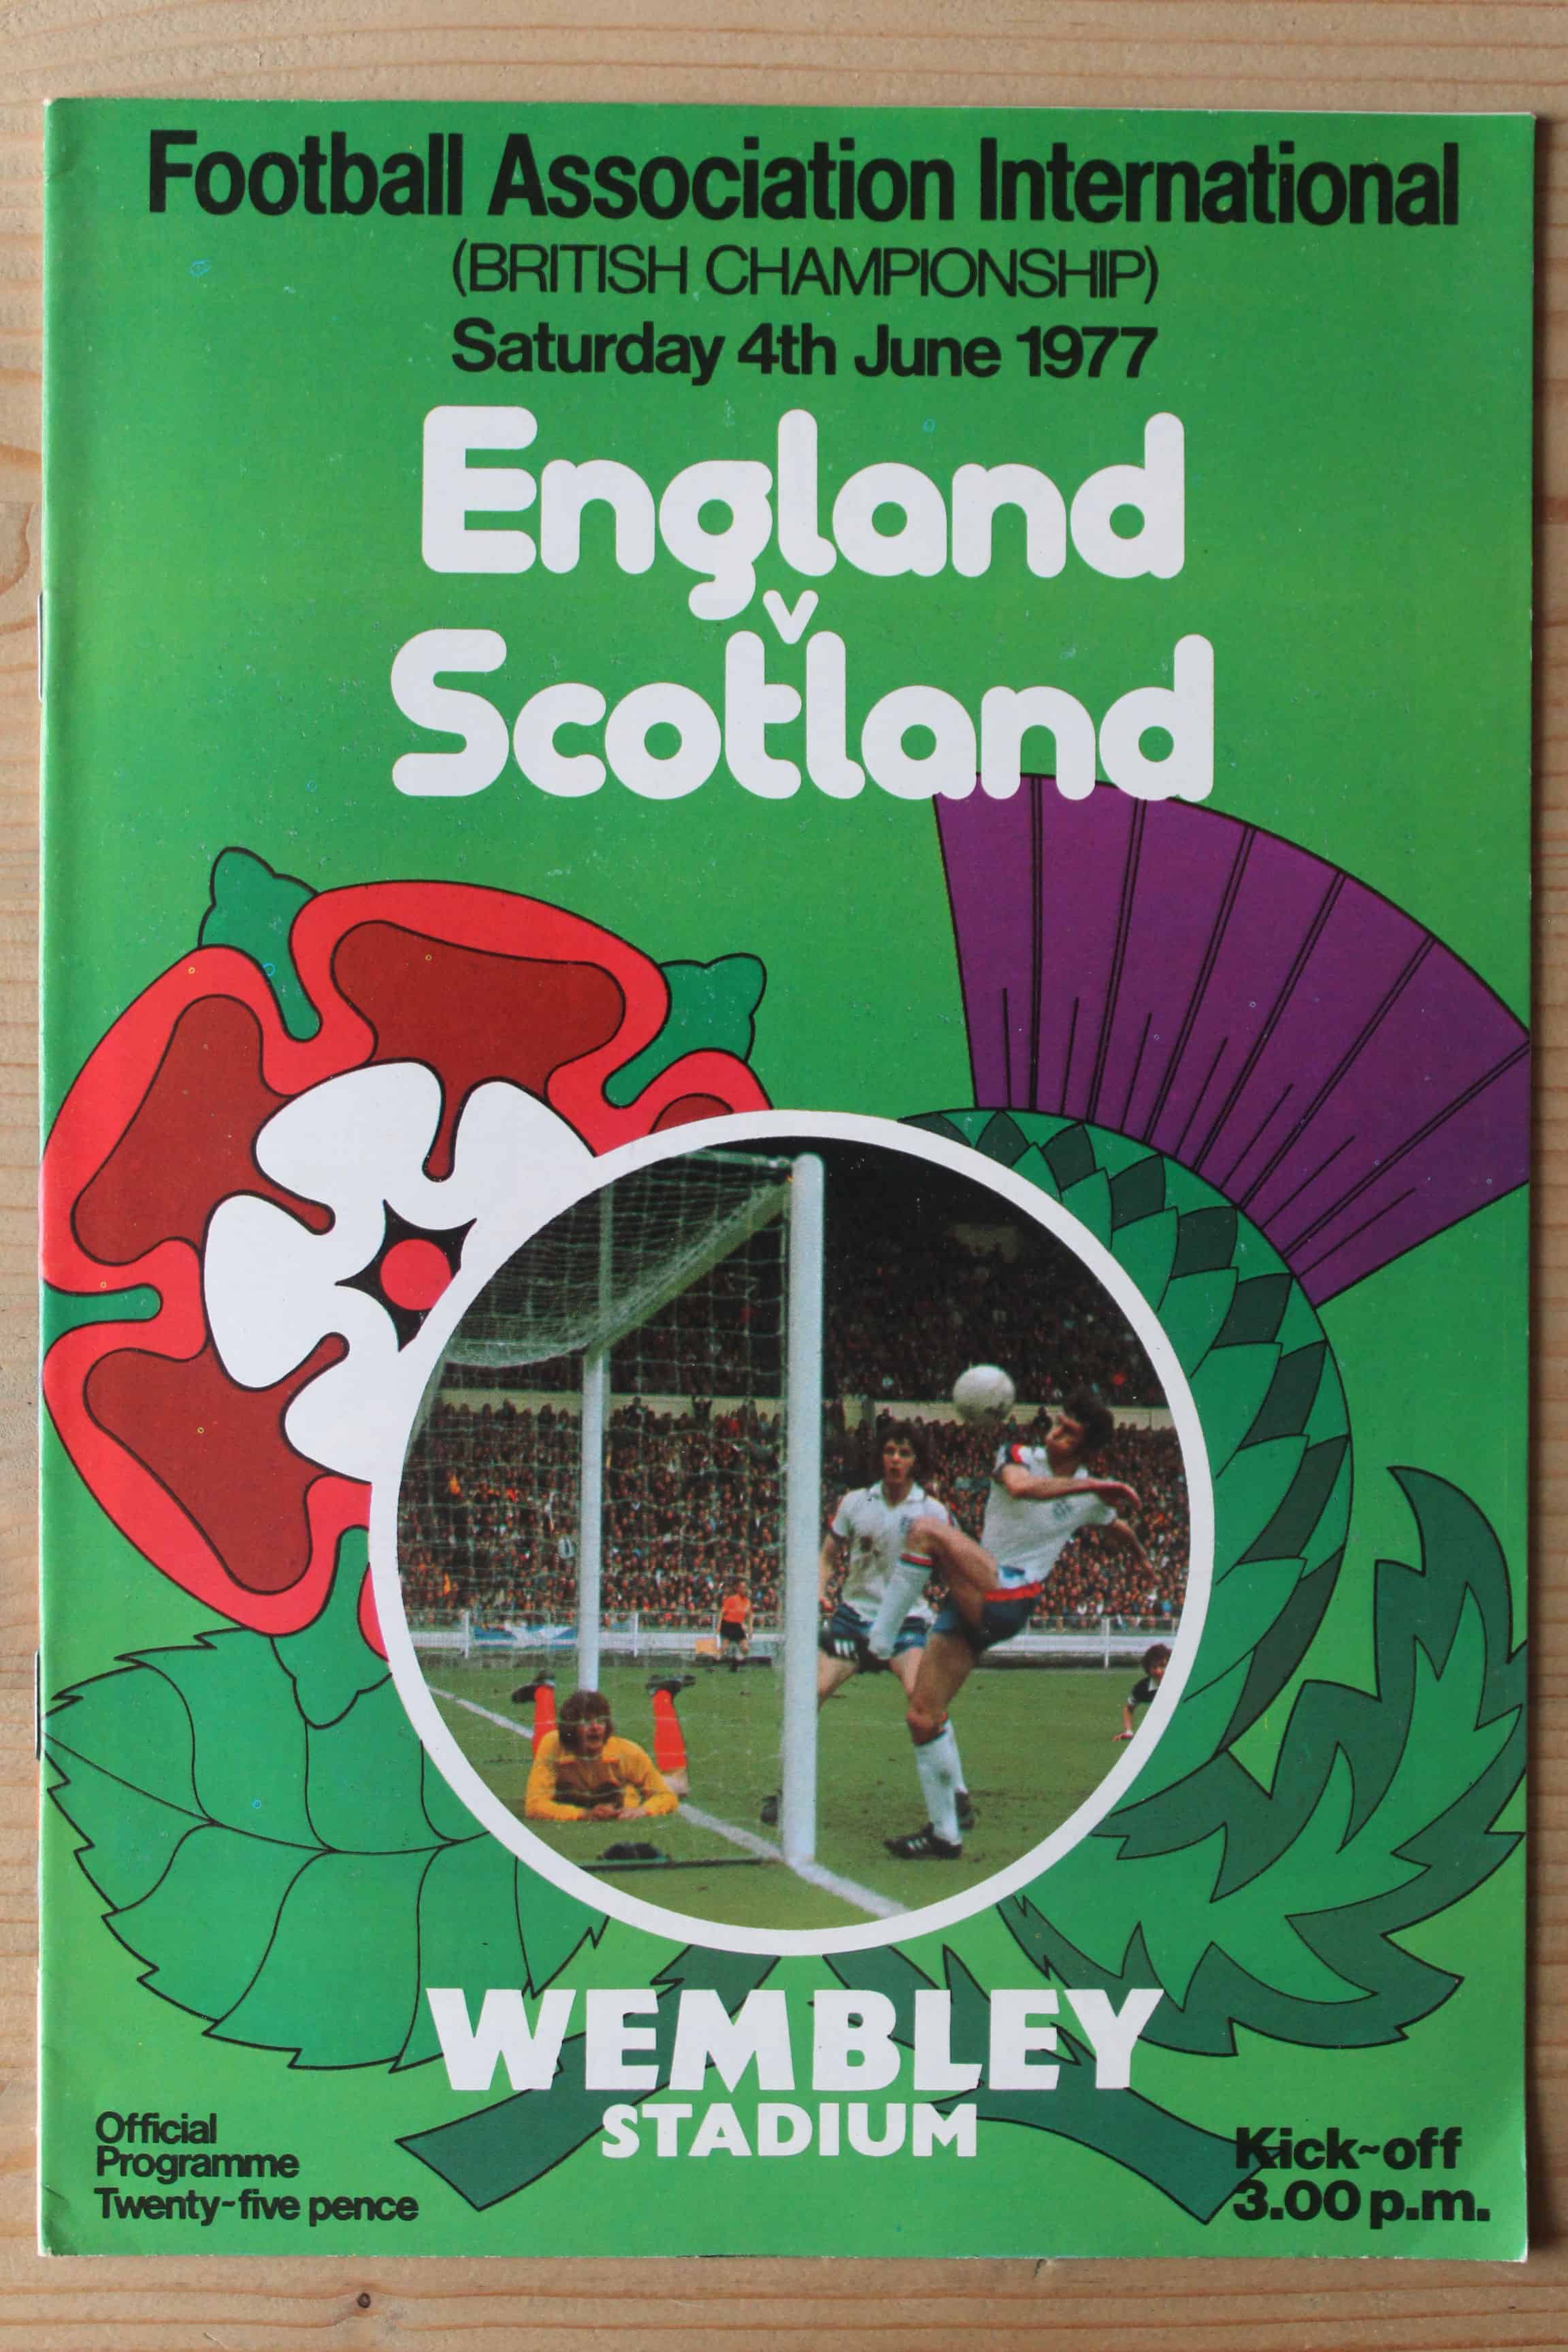 Football Association International
(BRITISH CHAMPIONSHIP)
Saturday 4th June 1977
England
v
Scotland
WEMBLEY
STADIUM
Official
Programme
Twenty-five pence
Kick-off
3.00 p.m.